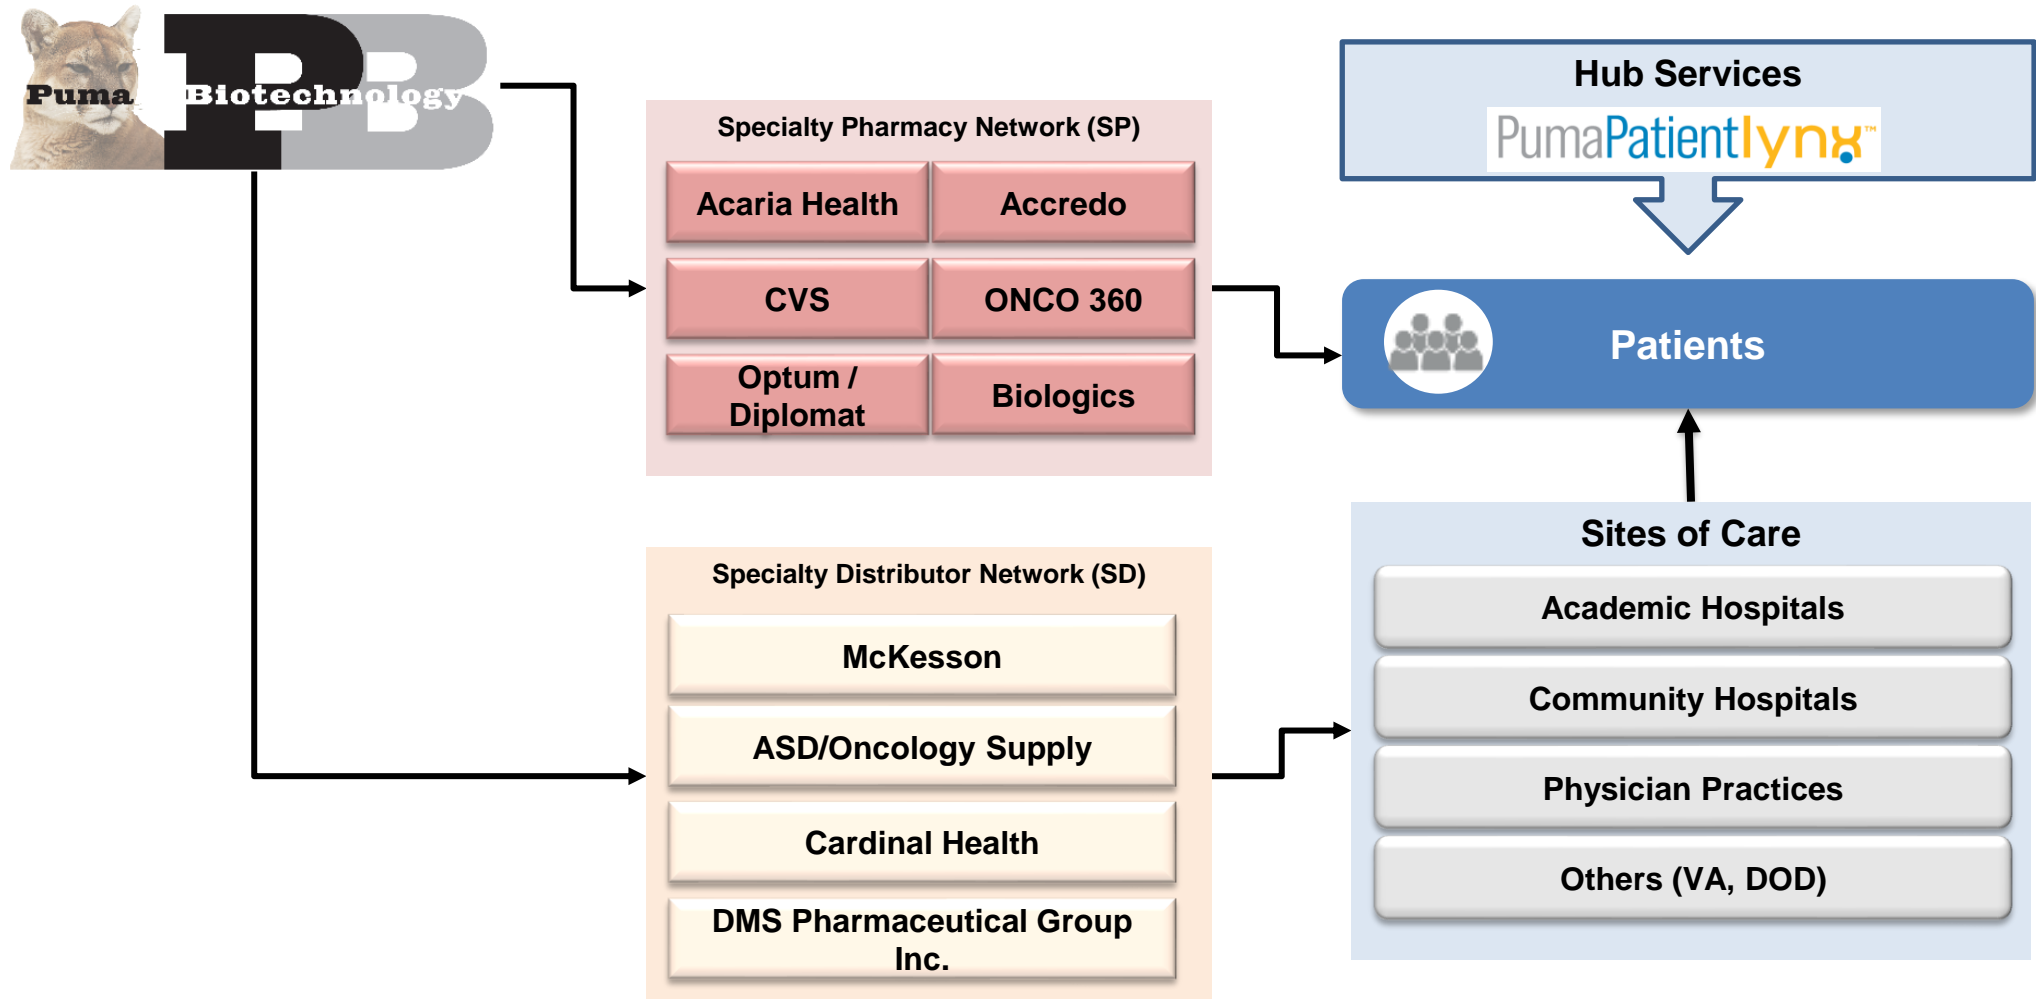 Puma Biotechnology
Specialty Pharmacy Network (SP)
Acaria Health
Accredo
CVS
ONCO 360
Optum /
Diplomat
Biologics
Specialty Distributor Network (SD)
McKesson
ASD/Oncology Supply
Cardinal Health
DMS Pharmaceutical Group
Inc.
Hub Services
PumaPatientlynx™
Patients
Sites of Care
Academic Hospitals
Community Hospitals
Physician Practices
Others (VA, DOD)